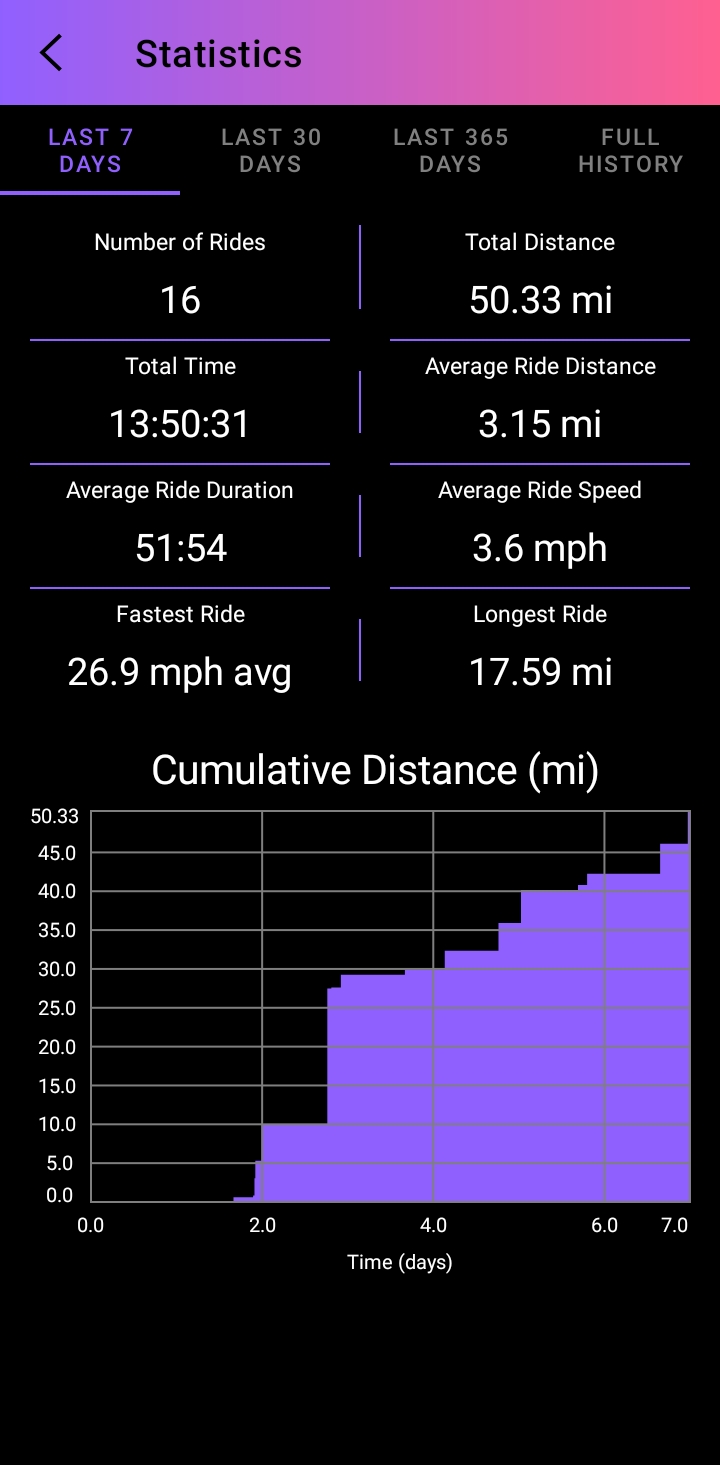 Statistics
LAST 7
DAYS
LAST 30
DAYS
LAST 365
DAYS
FULL
HISTORY
Number of Rides
16
Total Distance
50.33 mi
Total Time
13:50:31
Average Ride Distance
3.15 mi
Average Ride Duration
51:54
Average Ride Speed
3.6 mph
Fastest Ride
26.9 mph avg
Longest Ride
17.59 mi
Cumulative Distance (mi)
50.33
45.0
40.0
35.0
30.0
25.0
20.0
15.0
10.0
5.0
0.0
0.0 2.0 4.0 6.0 7.0
Time (days)